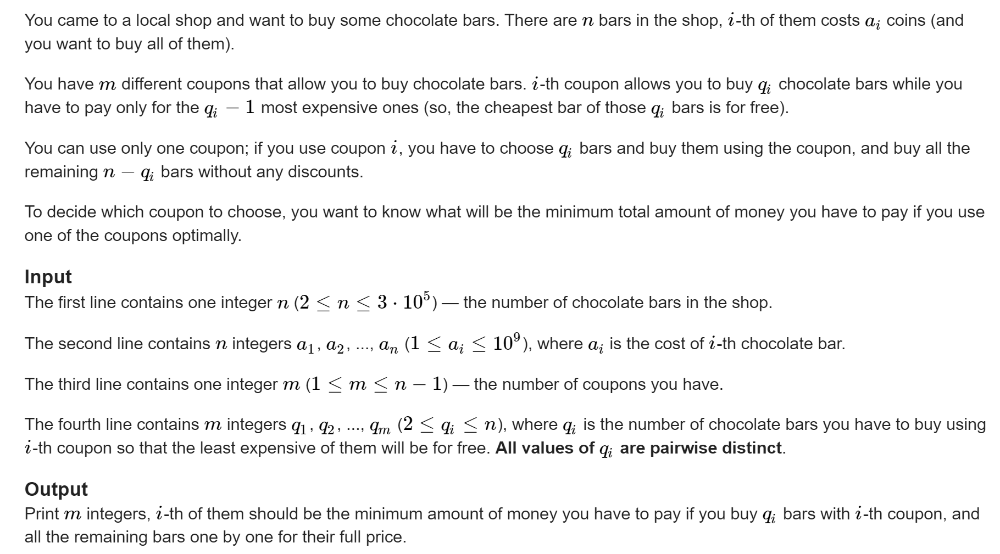 You came to a local shop and want to buy some chocolate bars. There are n bars in the shop, i-th of them costs a_i coins (and
you want to buy all of them).
You have m different coupons that allow you to buy chocolate bars. i-th coupon allows you to buy q_i chocolate bars while you
have to pay only for the q_i − 1 most expensive ones (so, the cheapest bar of those q_i bars is for free).
You can use only one coupon; if you use coupon i, you have to choose q_i bars and buy them using the coupon, and buy all the
remaining n − q_i bars without any discounts.
To decide which coupon to choose, you want to know what will be the minimum total amount of money you have to pay if you use
one of the coupons optimally.
Input
The first line contains one integer n (2 ≤ n ≤ 3 · 10^5) — the number of chocolate bars in the shop.
The second line contains n integers a_1, a_2, ..., a_n (1 ≤ a_i ≤ 10^9), where a_i is the cost of i-th chocolate bar.
The third line contains one integer m (1 ≤ m ≤ n − 1) — the number of coupons you have.
The fourth line contains m integers q_1, q_2, ..., q_m (2 ≤ q_i ≤ n), where q_i is the number of chocolate bars you have to buy using
i-th coupon so that the least expensive of them will be for free. All values of q_i are pairwise distinct.
Output
Print m integers, i-th of them should be the minimum amount of money you have to pay if you buy q_i bars with i-th coupon, and
all the remaining bars one by one for their full price.